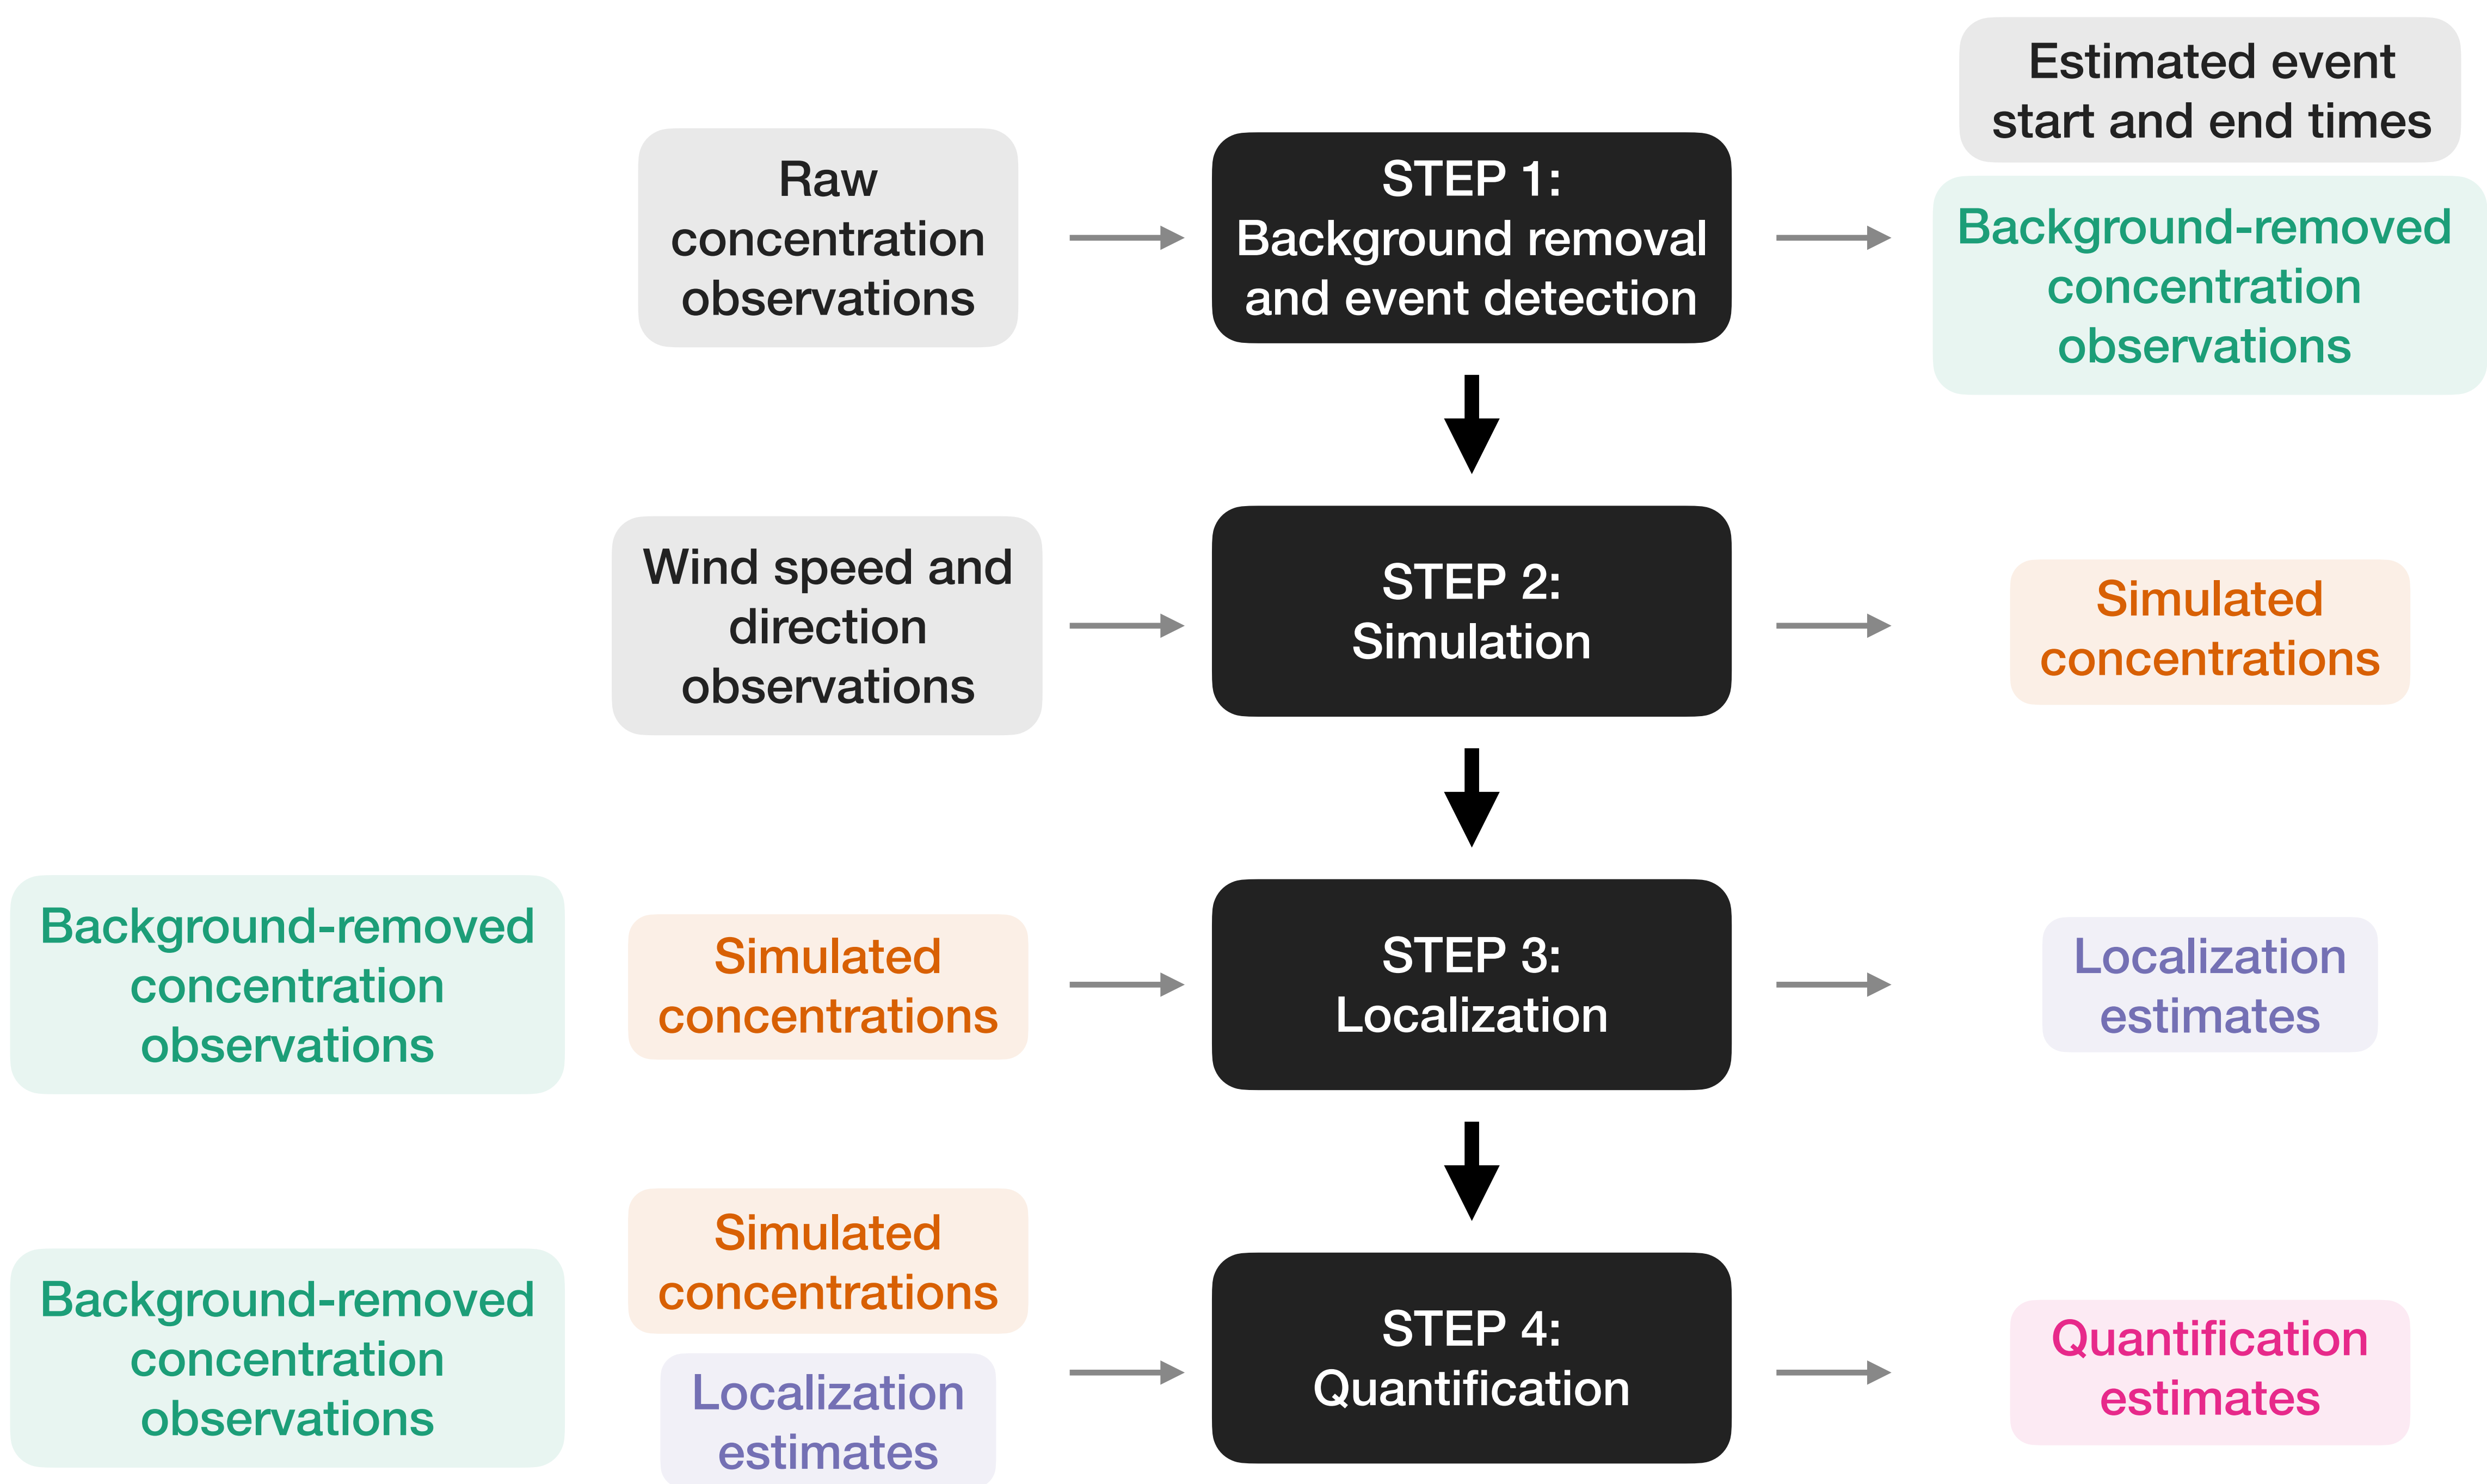 Raw
concentration
observations
STEP 1:
Background removal
and event detection
Estimated event
start and end times
Background-removed
concentration
observations
Wind speed and
direction
observations
STEP 2:
Simulation
Simulated
concentrations
Background-removed
concentration
observations
Simulated
concentrations
STEP 3:
Localization
Localization
estimates
Background-removed
concentration
observations
Simulated
concentrations
Localization
estimates
STEP 4:
Quantification
Quantification
estimates